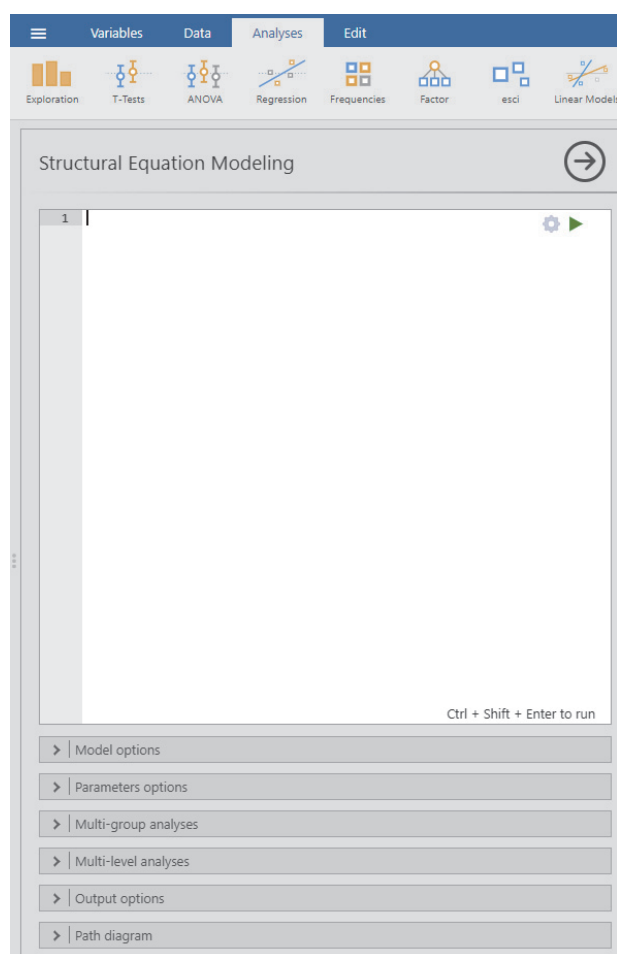 Variables Data Analyses Edit
Exploration T-Tests ANOVA Regression Frequencies Factor esci Linear Models
Structural Equation Modeling
1
Ctrl + Shift + Enter to run
Model options
Parameters options
Multi-group analyses
Multi-level analyses
Output options
Path diagram